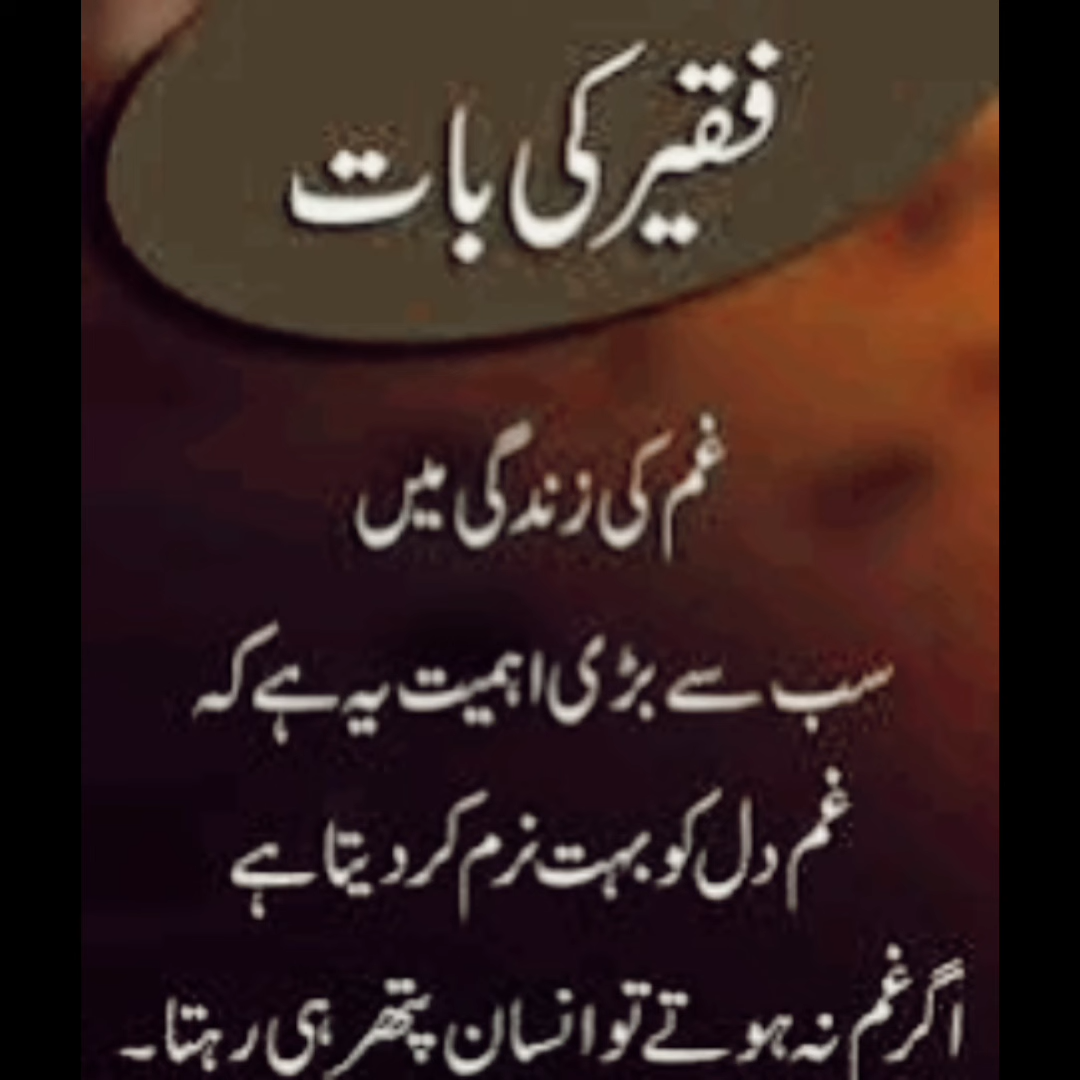 فقیر کی بات
غم کی زندگی میں
سب سے بڑی اہمیت یہ ہے کہ
غم دل کو بہت نرم کر دیتا ہے
اگر غم نہ ہوتے تو انسان پتھر ہی رہتا۔